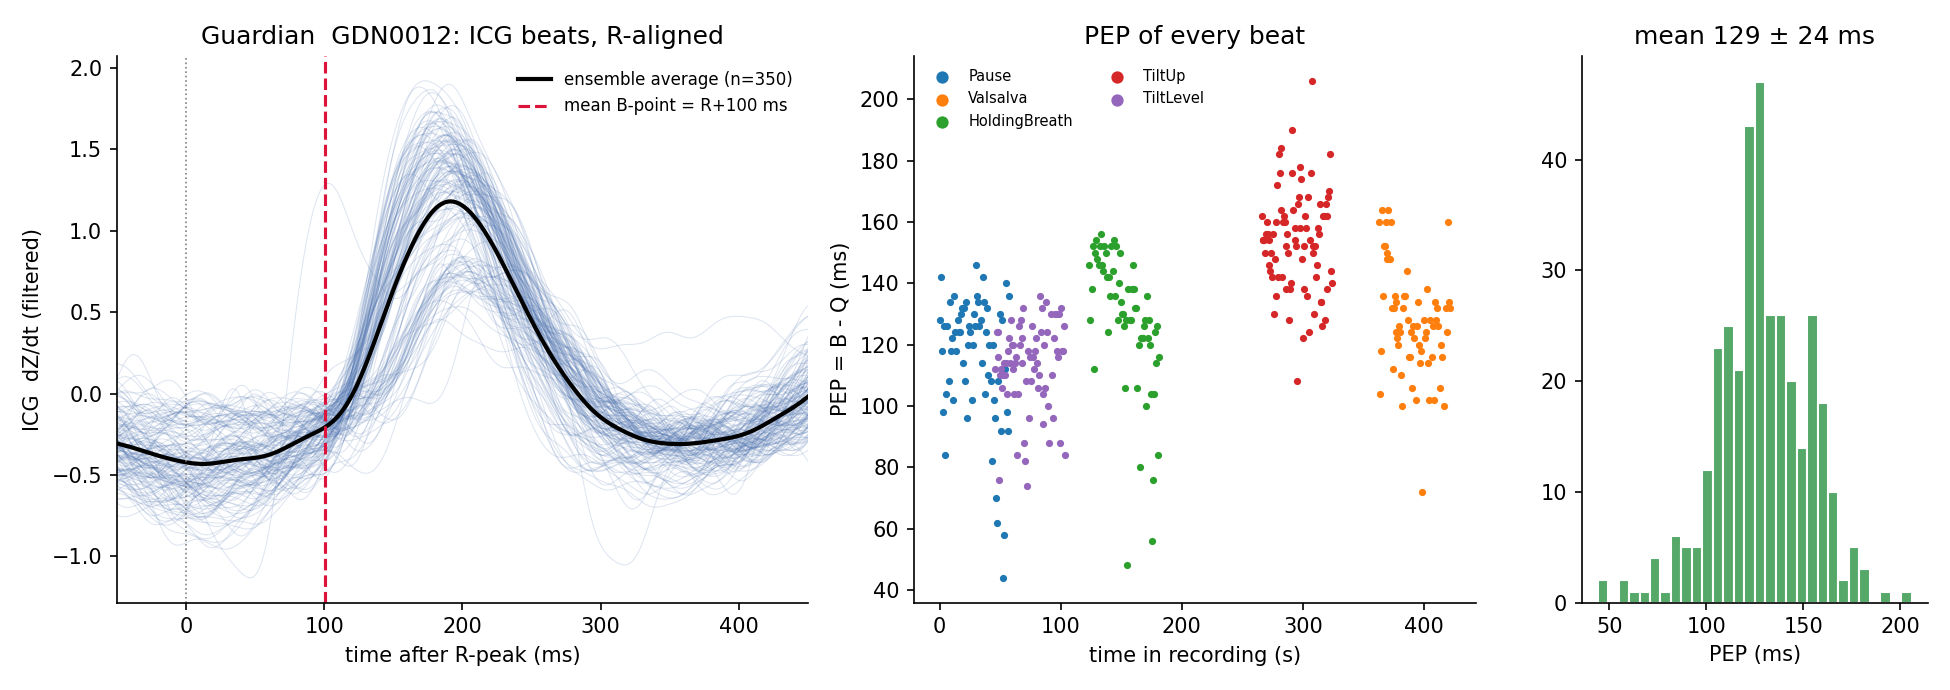 Guardian  GDN0012: ICG beats, R-aligned
ICG  dZ/dt (filtered)
2.0
1.5
1.0
0.5
0.0
−0.5
−1.0
ensemble average (n=350)
mean B-point = R+100 ms
0
100
200
300
400
time after R-peak (ms)
PEP of every beat
PEP = B - Q (ms)
200
180
160
140
120
100
80
60
40
Pause
Valsalva
HoldingBreath
TiltUp
TiltLevel
0
100
200
300
400
time in recording (s)
mean 129 ± 24 ms
40
30
20
10
0
50
100
150
200
PEP (ms)